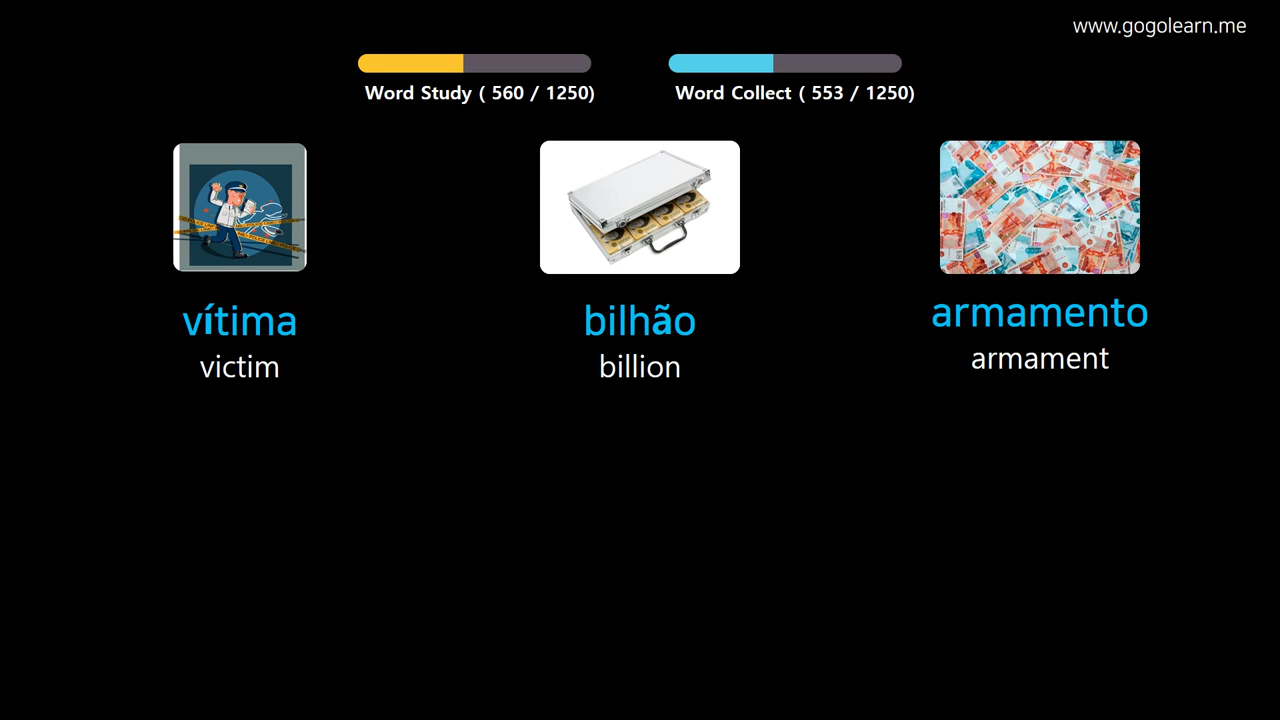 www.gogolearn.me
Word Study ( 560 / 1250)
Word Collect ( 553 / 1250)
vítima
victim
bilhão
billion
armamento
armament